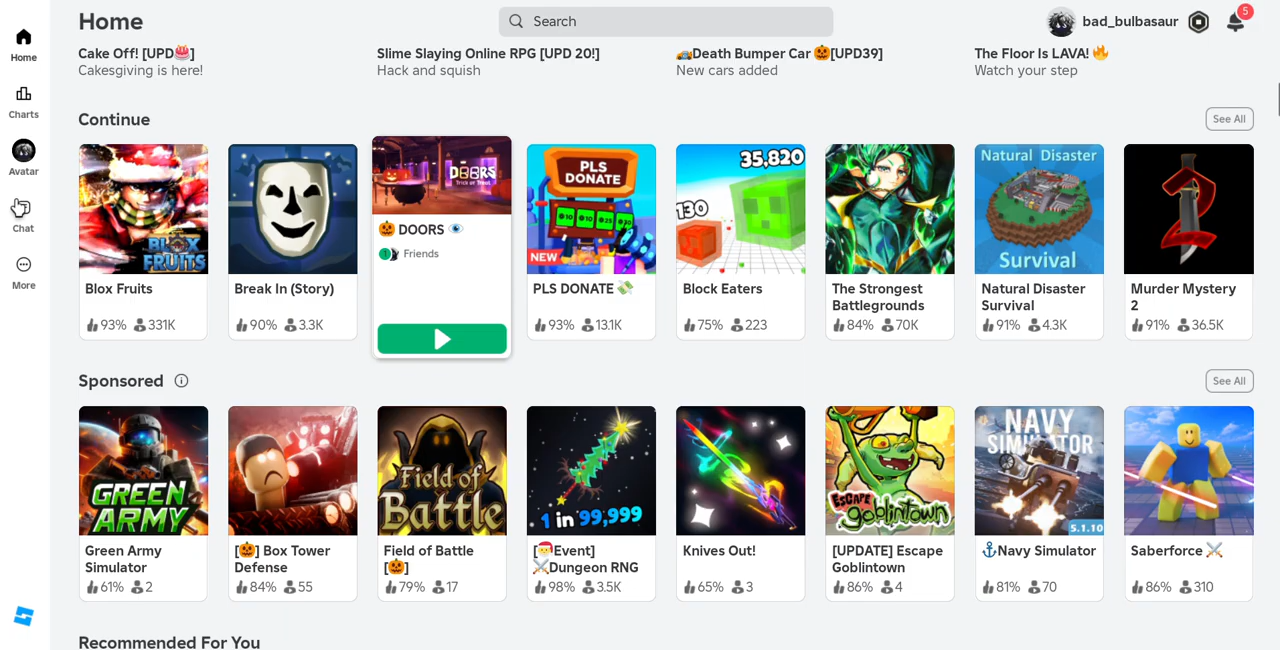 Home
Search
bad_bulbasaur
5
Home
Charts
Avatar
Chat
More
Cake Off! [UPD🎂]
Cakesgiving is here!
Slime Slaying Online RPG [UPD 20!]
Hack and squish
🚙Death Bumper Car 🎃[UPD39]
New cars added
The Floor Is LAVA! 🔥
Watch your step
Continue
See All
BLOX
FRUITS
Blox Fruits
93% 331K
Break In (Story)
90% 3.3K
DOORS
Trick or Treat
🎃 DOORS 👁️
1 Friends
PLS
DONATE
10 10
NEW
PLS DONATE 💸
93% 13.1K
35,820
130
Block Eaters
75% 223
The Strongest
Battlegrounds
84% 70K
Natural Disaster
Survival
Natural Disaster
Survival
91% 4.3K
2
Murder Mystery
2
91% 36.5K
Sponsored
See All
GREEN
ARMY
Green Army
Simulator
61% 2
[🎃] Box Tower
Defense
84% 55
Field of
Battle
Field of Battle
[🎃]
79% 17
1 in 99,999
[🎅Event]
⚔️Dungeon RNG
98% 3.5K
Knives Out!
65% 3
ESCAPE
goblintown
[UPDATE] Escape
Goblintown
86% 4
NAVY
SIMULATOR
5.1.10
⚓Navy Simulator
81% 70
Saberforce ⚔️
86% 310
Recommended For You